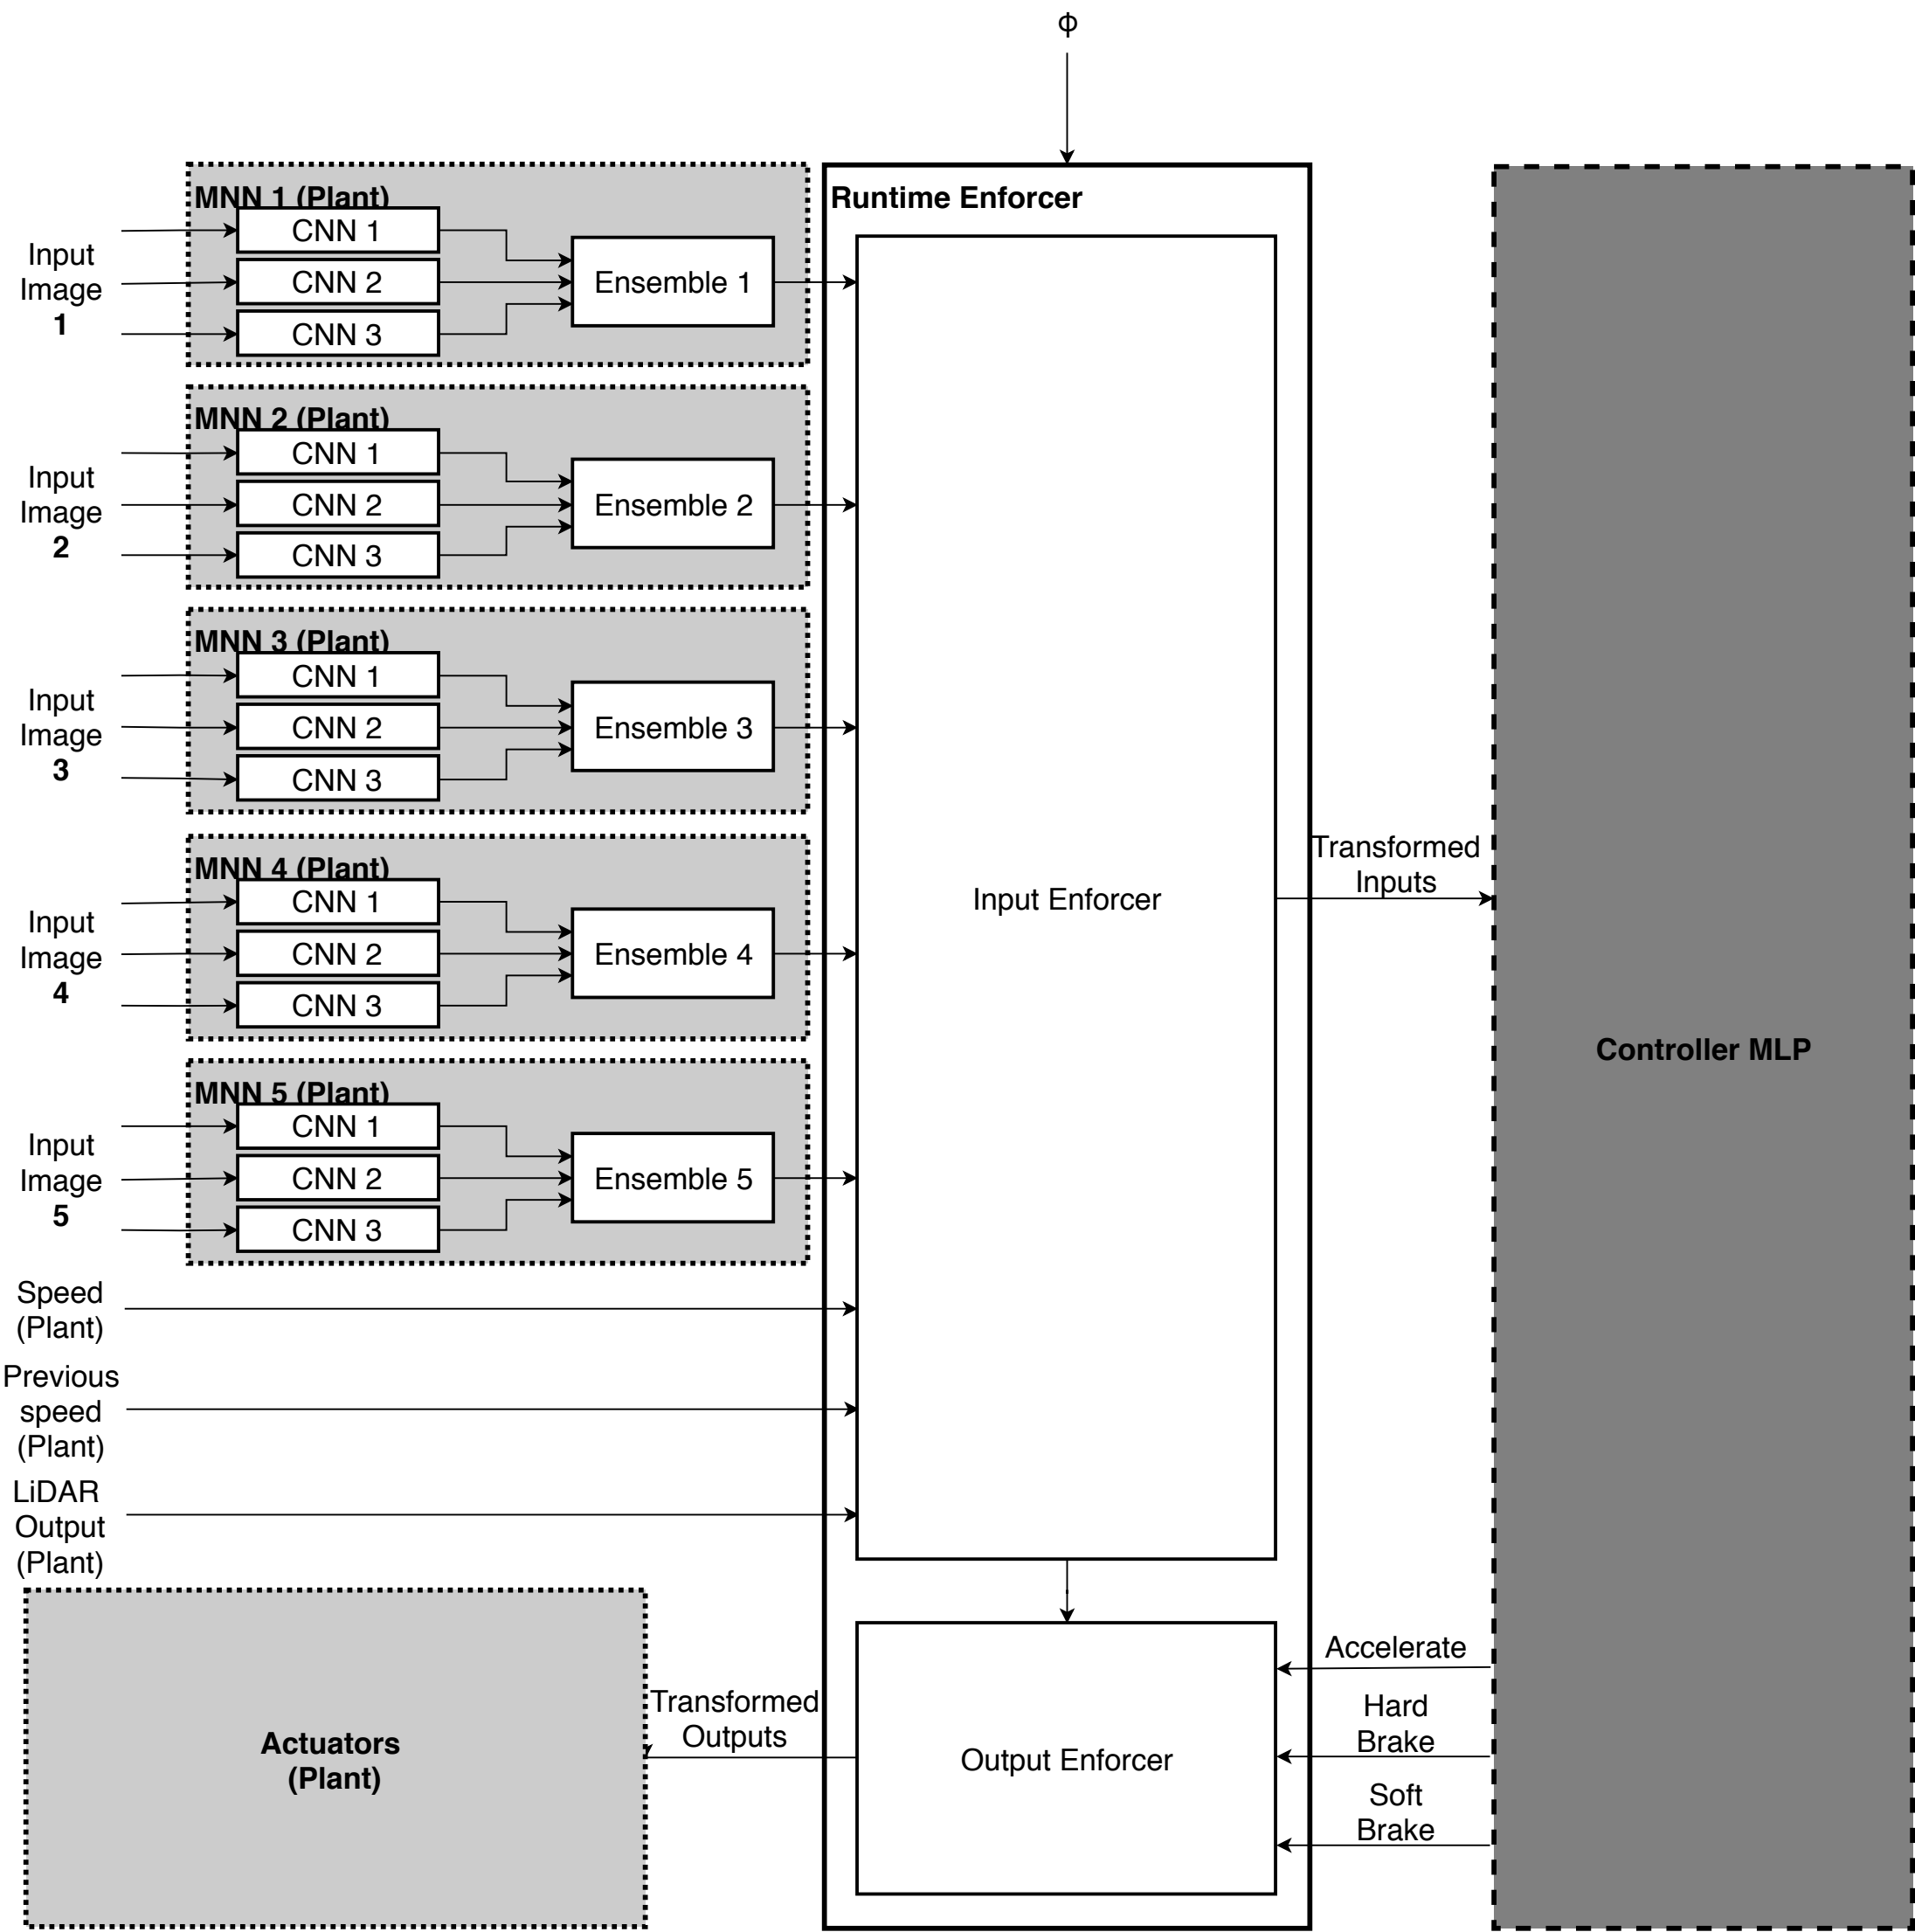 ϕ
MNN 1 (Plant)
CNN 1
CNN 2
CNN 3
Input
Image
1
Ensemble 1
MNN 2 (Plant)
CNN 1
CNN 2
CNN 3
Input
Image
2
Ensemble 2
MNN 3 (Plant)
CNN 1
CNN 2
CNN 3
Input
Image
3
Ensemble 3
MNN 4 (Plant)
CNN 1
CNN 2
CNN 3
Input
Image
4
Ensemble 4
MNN 5 (Plant)
CNN 1
CNN 2
CNN 3
Input
Image
5
Ensemble 5
Speed
(Plant)
Previous
speed
(Plant)
LiDAR
Output
(Plant)
Runtime Enforcer
Input Enforcer
Transformed
Inputs
Controller MLP
Accelerate
Hard
Brake
Soft
Brake
Output Enforcer
Transformed
Outputs
Actuators
(Plant)